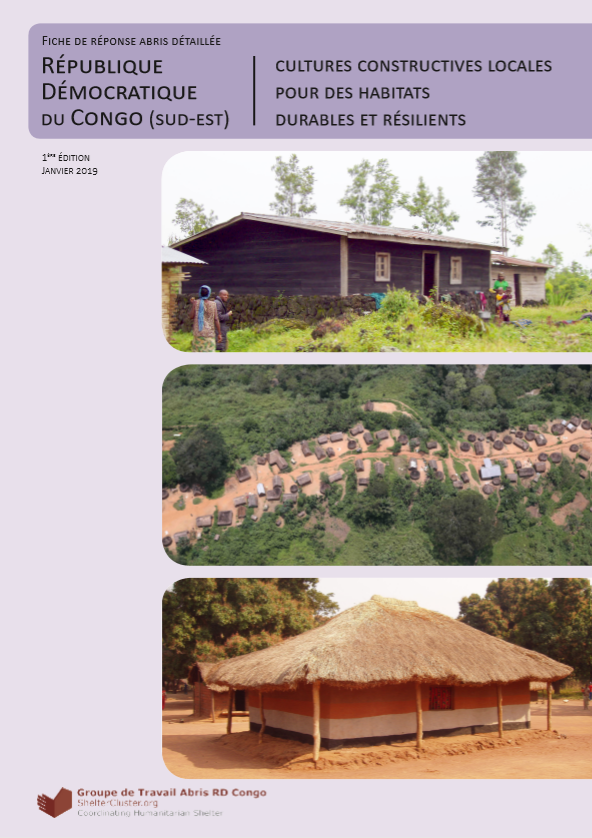 Fiche de réponse abris détaillée
République
Démocratique
du Congo (sud-est)
cultures constructives locales
pour des habitats
durables et résilients
1ère édition
Janvier 2019
Groupe de Travail Abris RD Congo
ShelterCluster.org
Coordinating Humanitarian Shelter